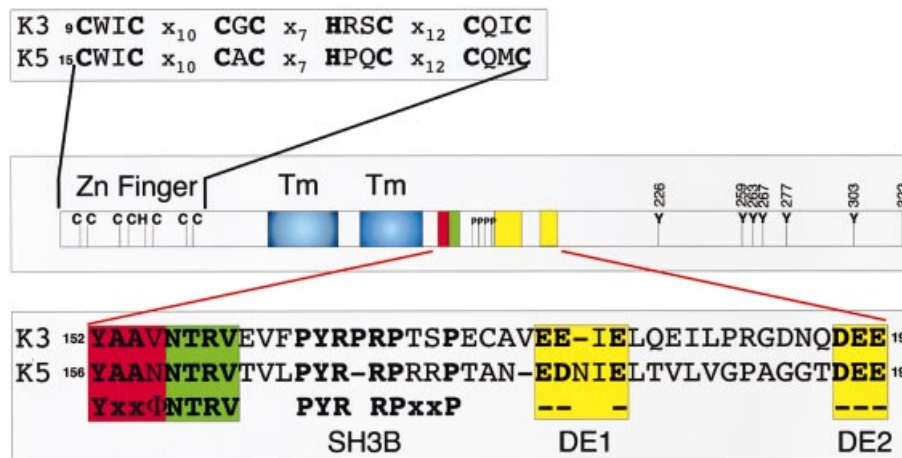 K3 9CWIC x10 CGC x7 HRSC x12 CQIC
K5 15CWIC x10 CAC x7 HPQC x12 CQMC
Zn Finger Tm Tm
226 259 263 267 277 303
C C C C H C C C P P P P Y Y Y Y Y Y
K3 152 YAAVNTRVEVFPYRPRPTSPECAVEE-IELQEILPRGDNQDEE
K5 156 YAANNTRVTVLPYR-RPRRPTAN-EDNIELTVLVGPAGGTDEE
YxxΦNTRV PYR RPxxP -- - ---
SH3B DE1 DE2